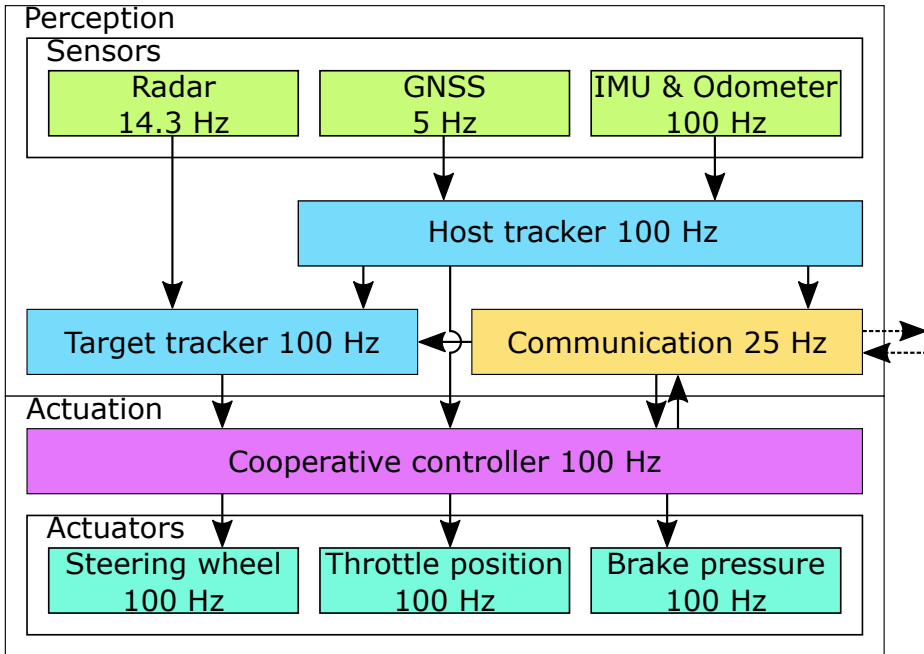 Perception
Sensors
Radar
14.3 Hz
GNSS
5 Hz
IMU & Odometer
100 Hz
Host tracker 100 Hz
Target tracker 100 Hz
Communication 25 Hz
Actuation
Cooperative controller 100 Hz
Actuators
Steering wheel
100 Hz
Throttle position
100 Hz
Brake pressure
100 Hz